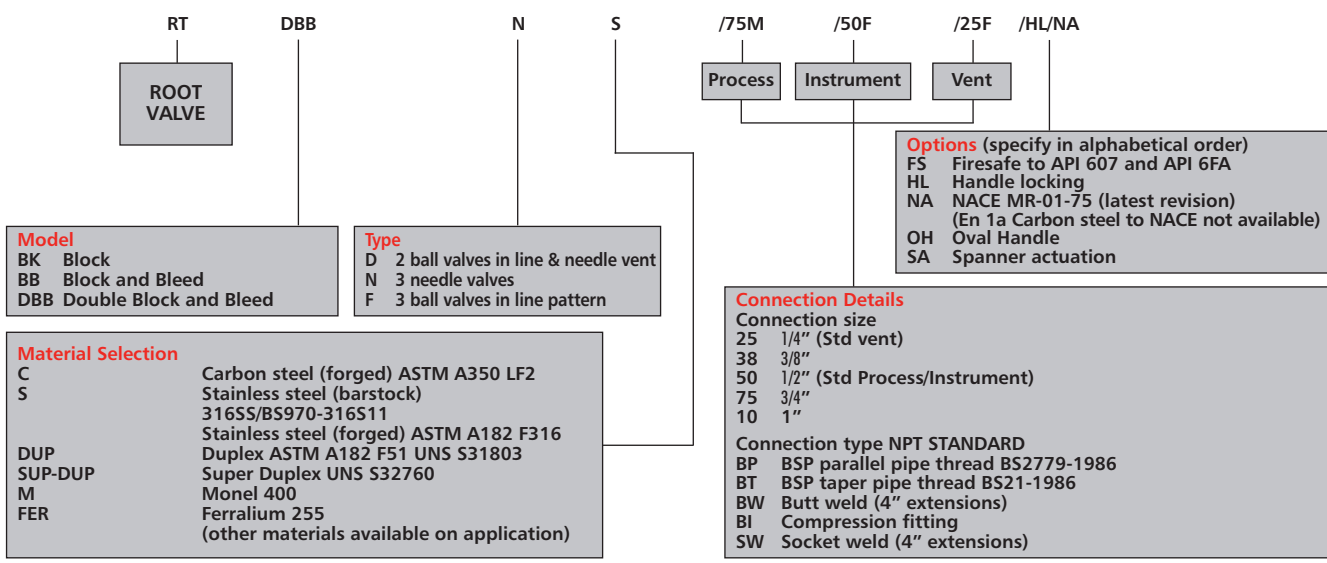 RT DBB N S /75M /50F /25F /HL/NA
ROOT
VALVE
Process Instrument Vent
Options (specify in alphabetical order)
FS Firesafe to API 607 and API 6FA
HL Handle locking
NA NACE MR-01-75 (latest revision)
(En 1a Carbon steel to NACE not available)
OH Oval Handle
SA Spanner actuation
Model
BK Block
BB Block and Bleed
DBB Double Block and Bleed
Type
D 2 ball valves in line & needle vent
N 3 needle valves
F 3 ball valves in line pattern
Material Selection
C Carbon steel (forged) ASTM A350 LF2
S Stainless steel (barstock)
316SS/BS970-316S11
Stainless steel (forged) ASTM A182 F316
DUP Duplex ASTM A182 F51 UNS S31803
SUP-DUP Super Duplex UNS S32760
M Monel 400
FER Ferralium 255
(other materials available on application)
Connection Details
Connection size
25 1/4” (Std vent)
38 3/8”
50 1/2” (Std Process/Instrument)
75 3/4”
10 1”
Connection type NPT STANDARD
BP BSP parallel pipe thread BS2779-1986
BT BSP taper pipe thread BS21-1986
BW Butt weld (4” extensions)
BI Compression fitting
SW Socket weld (4” extensions)